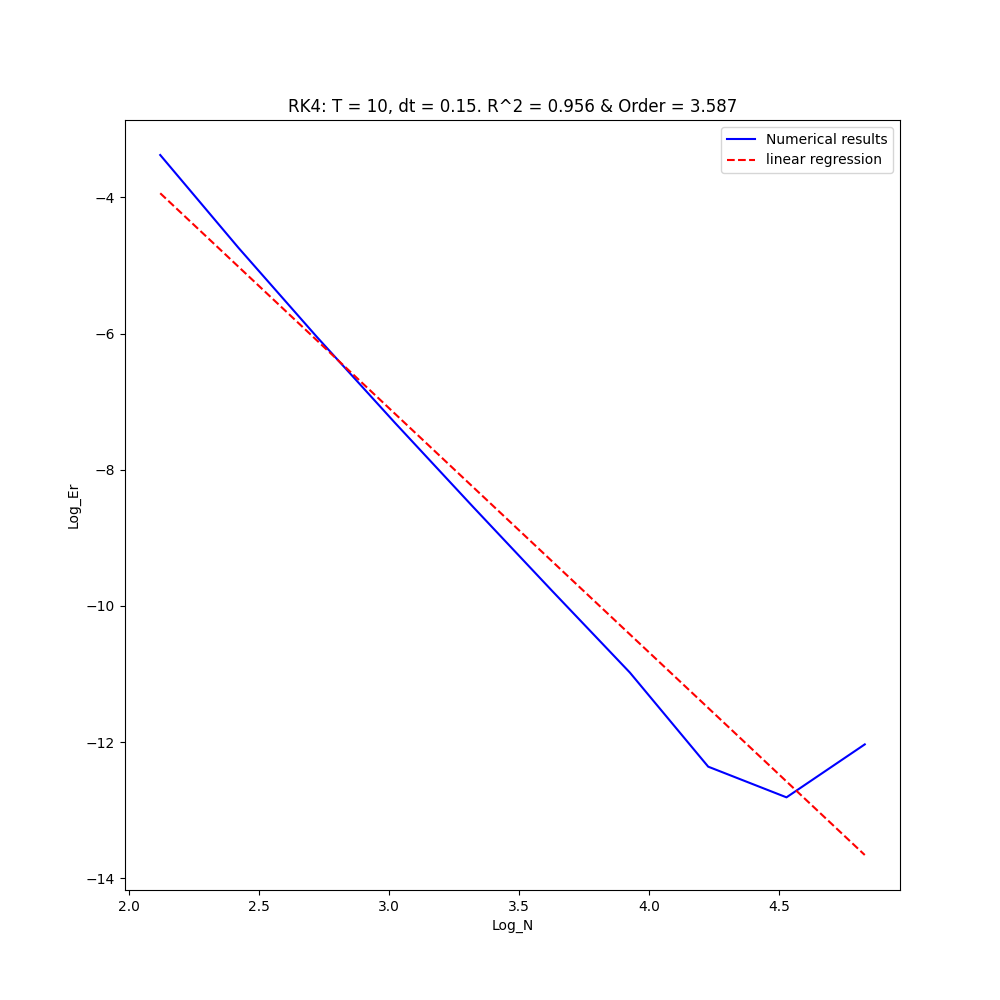 RK4: T = 10, dt = 0.15. R^2 = 0.956 & Order = 3.587
Numerical results
linear regression
−4
−6
−8
−10
−12
−14
Log_Er
2.0 2.5 3.0 3.5 4.0 4.5
Log_N